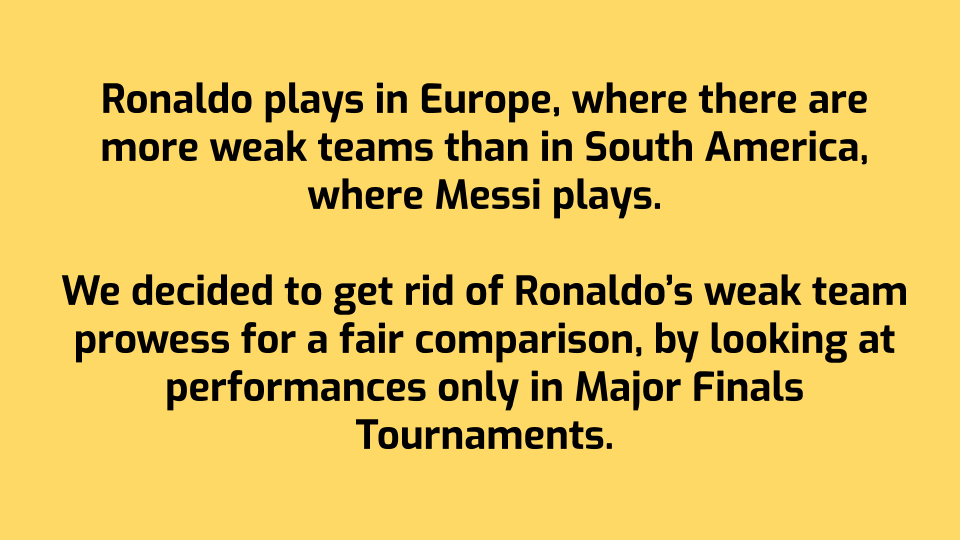 Ronaldo plays in Europe, where there are
more weak teams than in South America,
where Messi plays.
We decided to get rid of Ronaldo’s weak team
prowess for a fair comparison, by looking at
performances only in Major Finals
Tournaments.